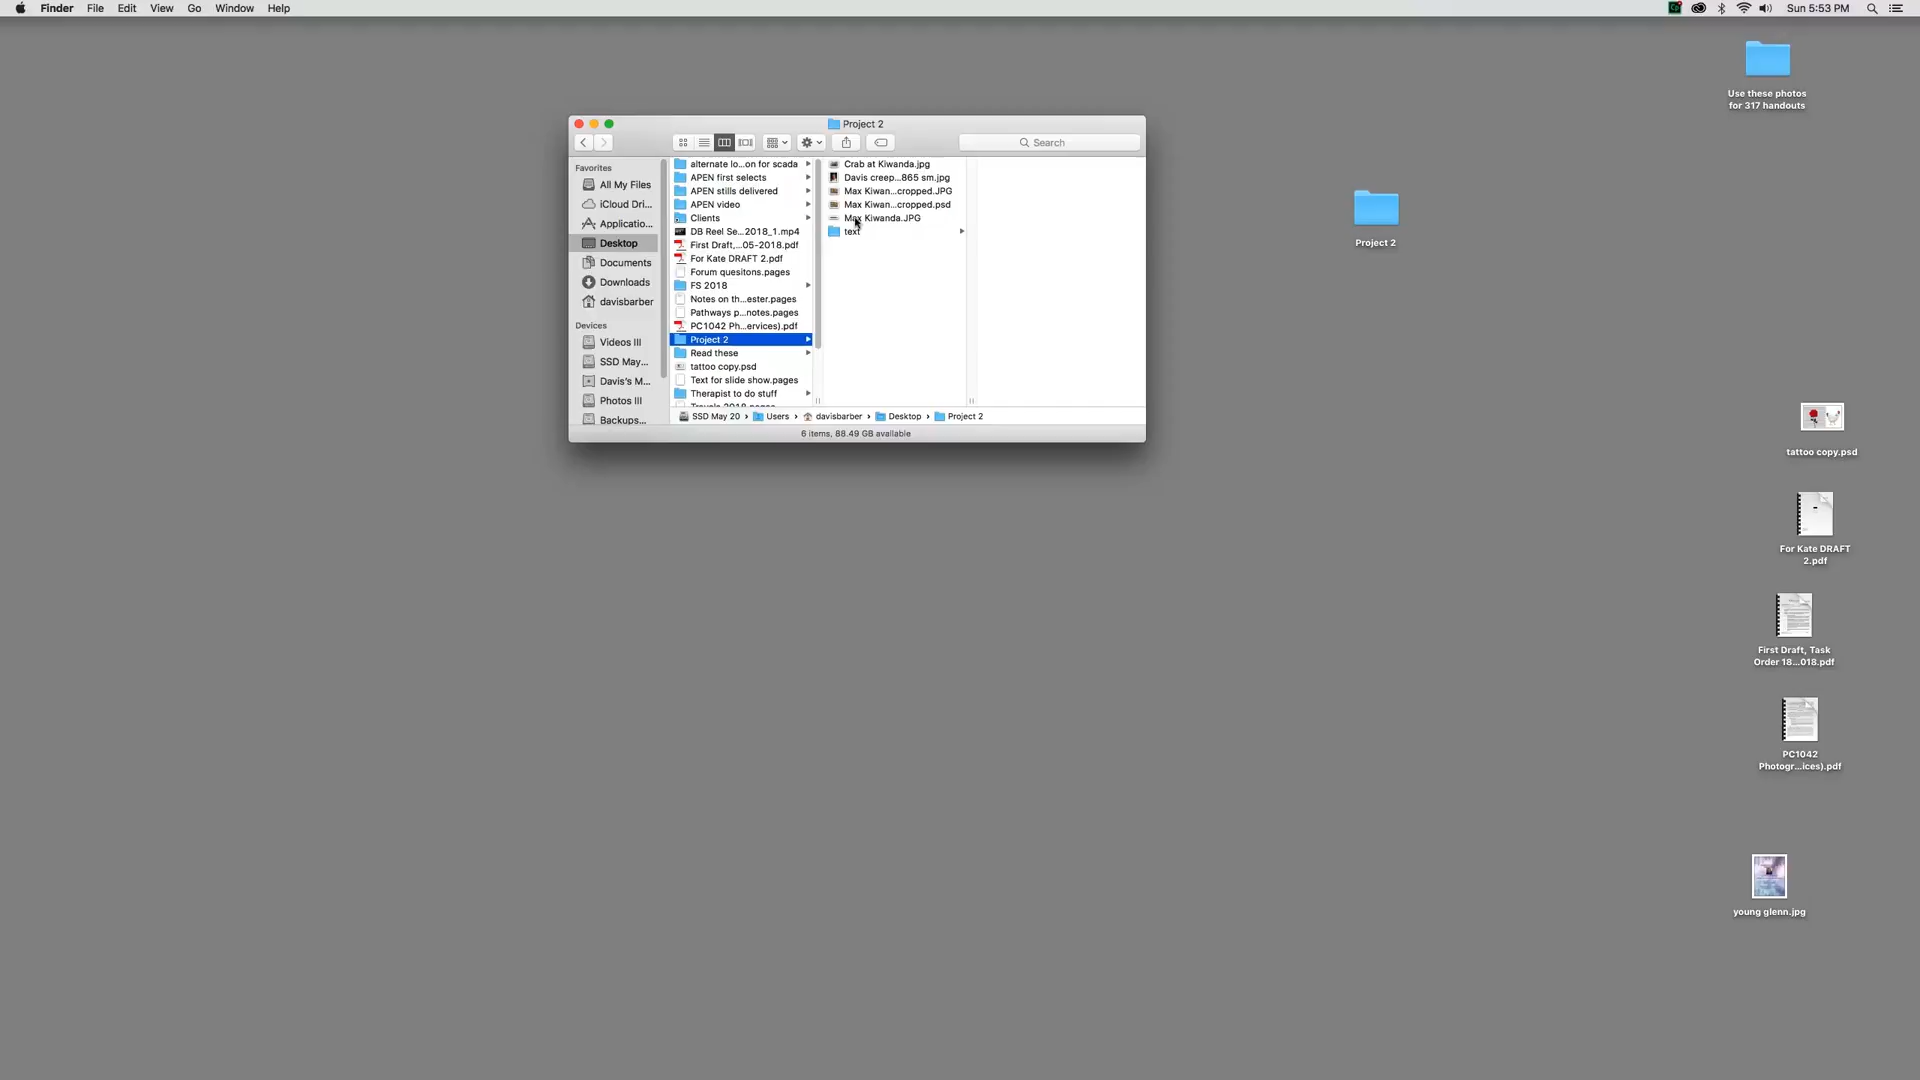 Finder File Edit View Go Window Help
Sun 5:53 PM
Use these photos
for 317 handouts
Project 2
Search
Favorites
All My Files
iCloud Dri...
Applicatio...
Desktop
Documents
Downloads
davisbarber
Devices
Videos III
SSD May...
Davis's M...
Photos III
Backups...
alternate lo...on for scada
APEN first selects
APEN stills delivered
APEN video
Clients
DB Reel Se...2018_1.mp4
First Draft,...05-2018.pdf
For Kate DRAFT 2.pdf
Forum quesitons.pages
FS 2018
Notes on th...ester.pages
Pathways p...notes.pages
PC1042 Ph...ervices).pdf
Project 2
Read these
tattoo copy.psd
Text for slide show.pages
Therapist to do stuff
Travels 2018.pages
Crab at Kiwanda.jpg
Davis creep...865 sm.jpg
Max Kiwan...cropped.JPG
Max Kiwan...cropped.psd
Max Kiwanda.JPG
text
SSD May 20 Users davisbarber Desktop Project 2
6 items, 88.49 GB available
Project 2
tattoo copy.psd
For Kate DRAFT
2.pdf
First Draft, Task
Order 18...018.pdf
PC1042
Photogr...ices).pdf
young glenn.jpg